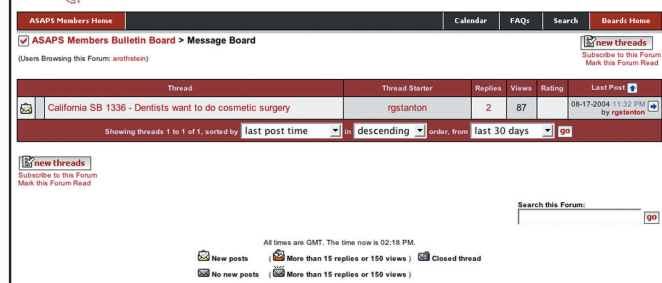 ASAPS Members Home Calendar FAQs Search Boards Home
ASAPS Members Bulletin Board > Message Board
new threads
(Users Browsing this Forum: arothstein)
Subscribe to this Forum
Mark this Forum Read
Thread Thread Starter Replies Views Rating Last Post
California SB 1336 - Dentists want to do cosmetic surgery rgstanton 2 87 08-17-2004 11:32 PM
by rgstanton
Showing threads 1 to 1 of 1, sorted by last post time in descending order, from last 30 days go
new threads
Subscribe to this Forum
Mark this Forum Read
Search this Forum:
go
All times are GMT. The time now is 02:18 PM.
New posts ( More than 15 replies or 150 views ) Closed thread
No new posts ( More than 15 replies or 150 views )